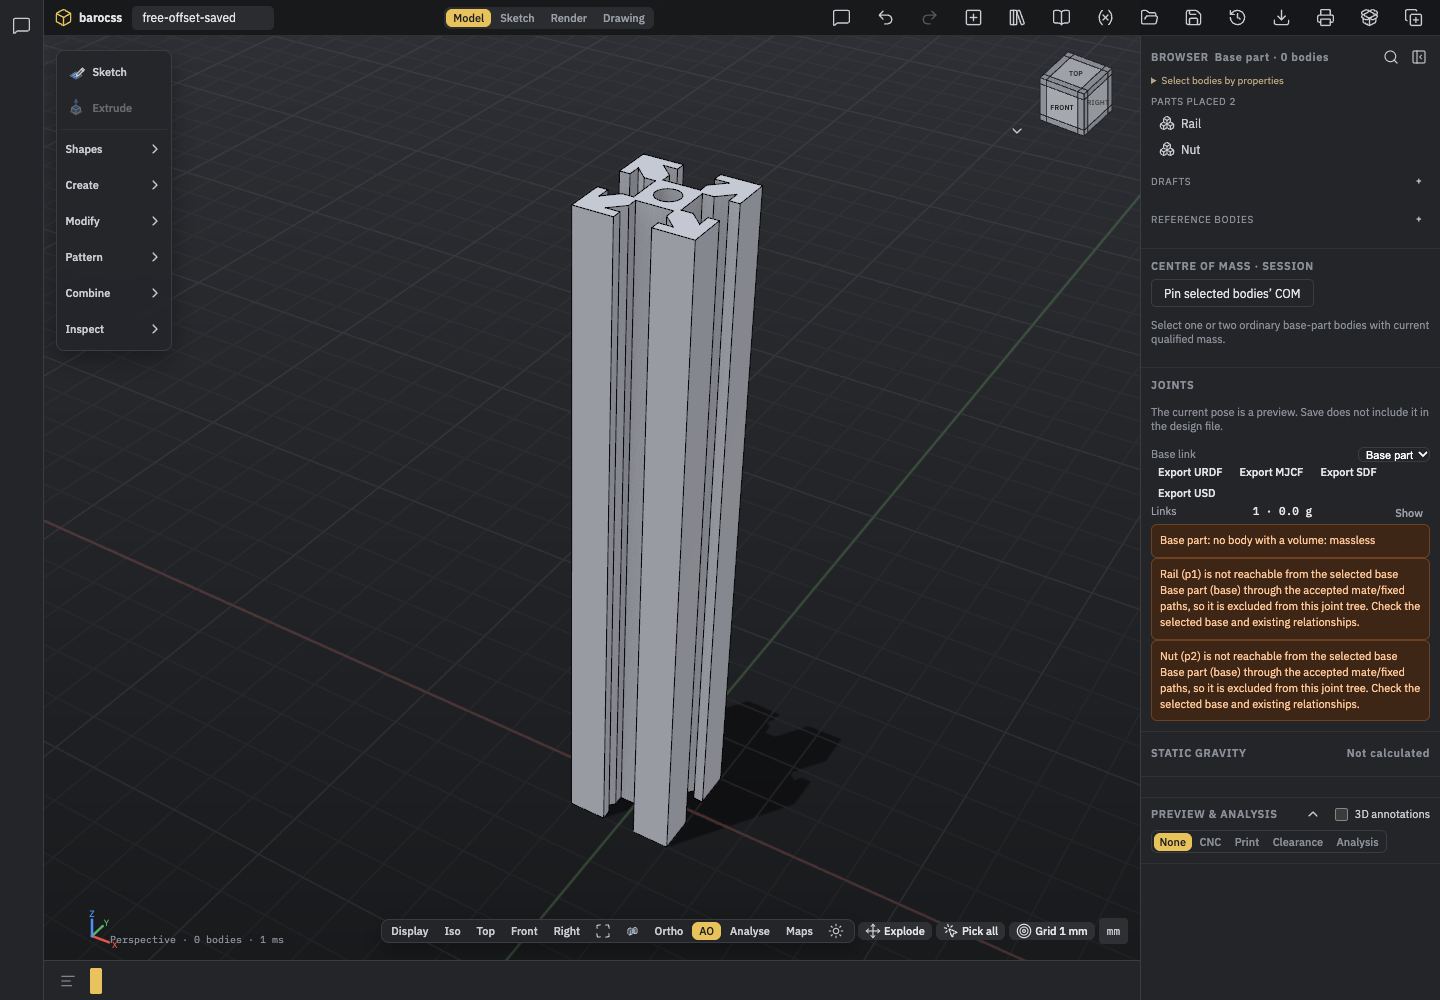 barocss
free-offset-saved
Model
Sketch
Render
Drawing
Sketch
Extrude
Shapes
Create
Modify
Pattern
Combine
Inspect
TOP
FRONT
RIGHT
BROWSER Base part · 0 bodies
Select bodies by properties
PARTS PLACED 2
Rail
Nut
DRAFTS +
REFERENCE BODIES +
CENTRE OF MASS · SESSION
Pin selected bodies’ COM
Select one or two ordinary base-part bodies with current
qualified mass.
JOINTS
The current pose is a preview. Save does not include it in
the design file.
Base link Base part
Export URDF Export MJCF Export SDF
Export USD
Links 1 · 0.0 g Show
Base part: no body with a volume: massless
Rail (p1) is not reachable from the selected base
Base part (base) through the accepted mate/fixed
paths, so it is excluded from this joint tree. Check the
selected base and existing relationships.
Nut (p2) is not reachable from the selected base
Base part (base) through the accepted mate/fixed
paths, so it is excluded from this joint tree. Check the
selected base and existing relationships.
STATIC GRAVITY Not calculated
PREVIEW & ANALYSIS 3D annotations
None CNC Print Clearance Analysis
Z
Y
X
Perspective · 0 bodies · 1 ms
Display Iso Top Front Right Ortho AO Analyse Maps Explode Pick all Grid 1 mm mm